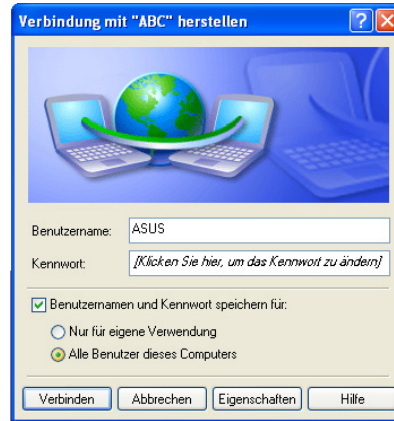 Verbindung mit "ABC" herstellen
Benutzername: ASUS
Kennwort: [Klicken Sie hier, um das Kennwort zu ändern]
Benutzernamen und Kennwort speichern für:
Nur für eigene Verwendung
Alle Benutzer dieses Computers
Verbinden Abbrechen Eigenschaften Hilfe